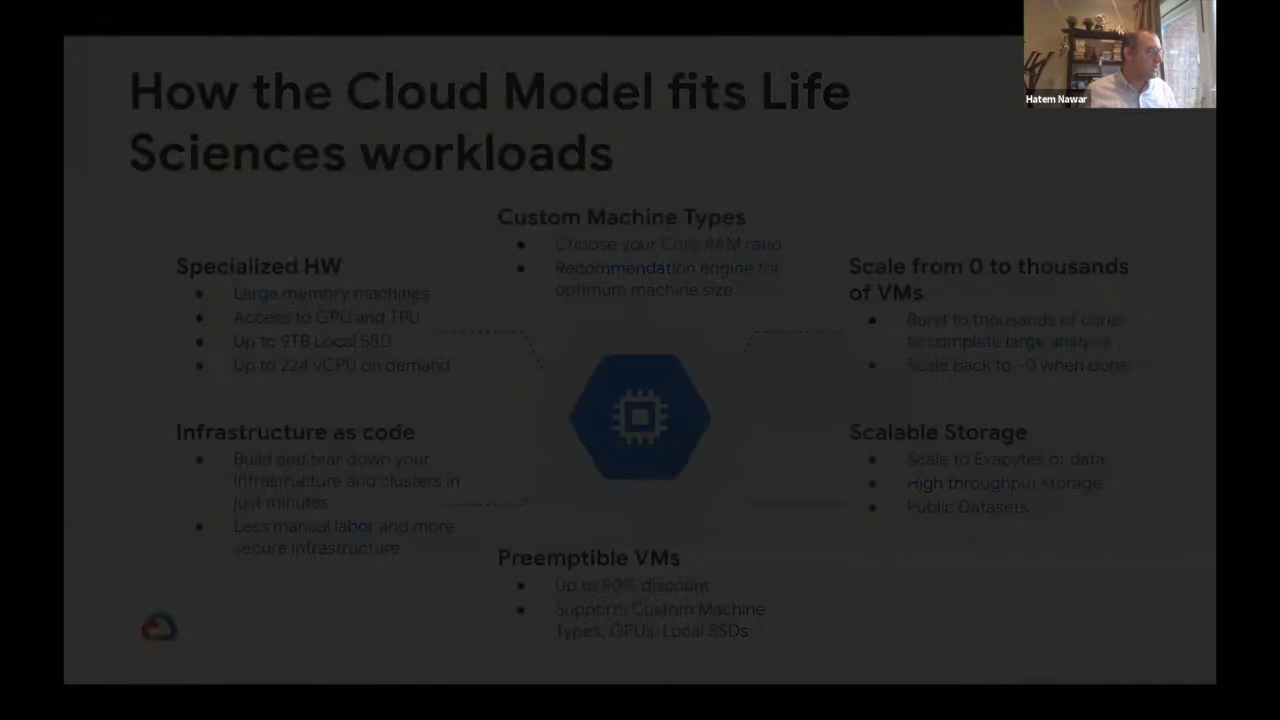 How the Cloud Model fits Life
Sciences workloads
Hatem Nawar
Custom Machine Types
Choose your Core RAM ratio
Recommendation engine for
optimum machine size
Specialized HW
Large memory machines
Access to GPU and TPU
Up to 9TB Local SSD
Up to 224 vCPU on demand
Scale from 0 to thousands
of VMs
Burst to thousands of cores
to complete large analysis
Scale back to ~0 when done
Infrastructure as code
Build and tear down your
infrastructure and clusters in
just minutes
Less manual labor and more
secure infrastructure
Scalable Storage
Scale to Exabytes of data
High throughput storage
Public Datasets
Preemptible VMs
Up to 80% discount
Supports Custom Machine
Types, GPUs, Local SSDs